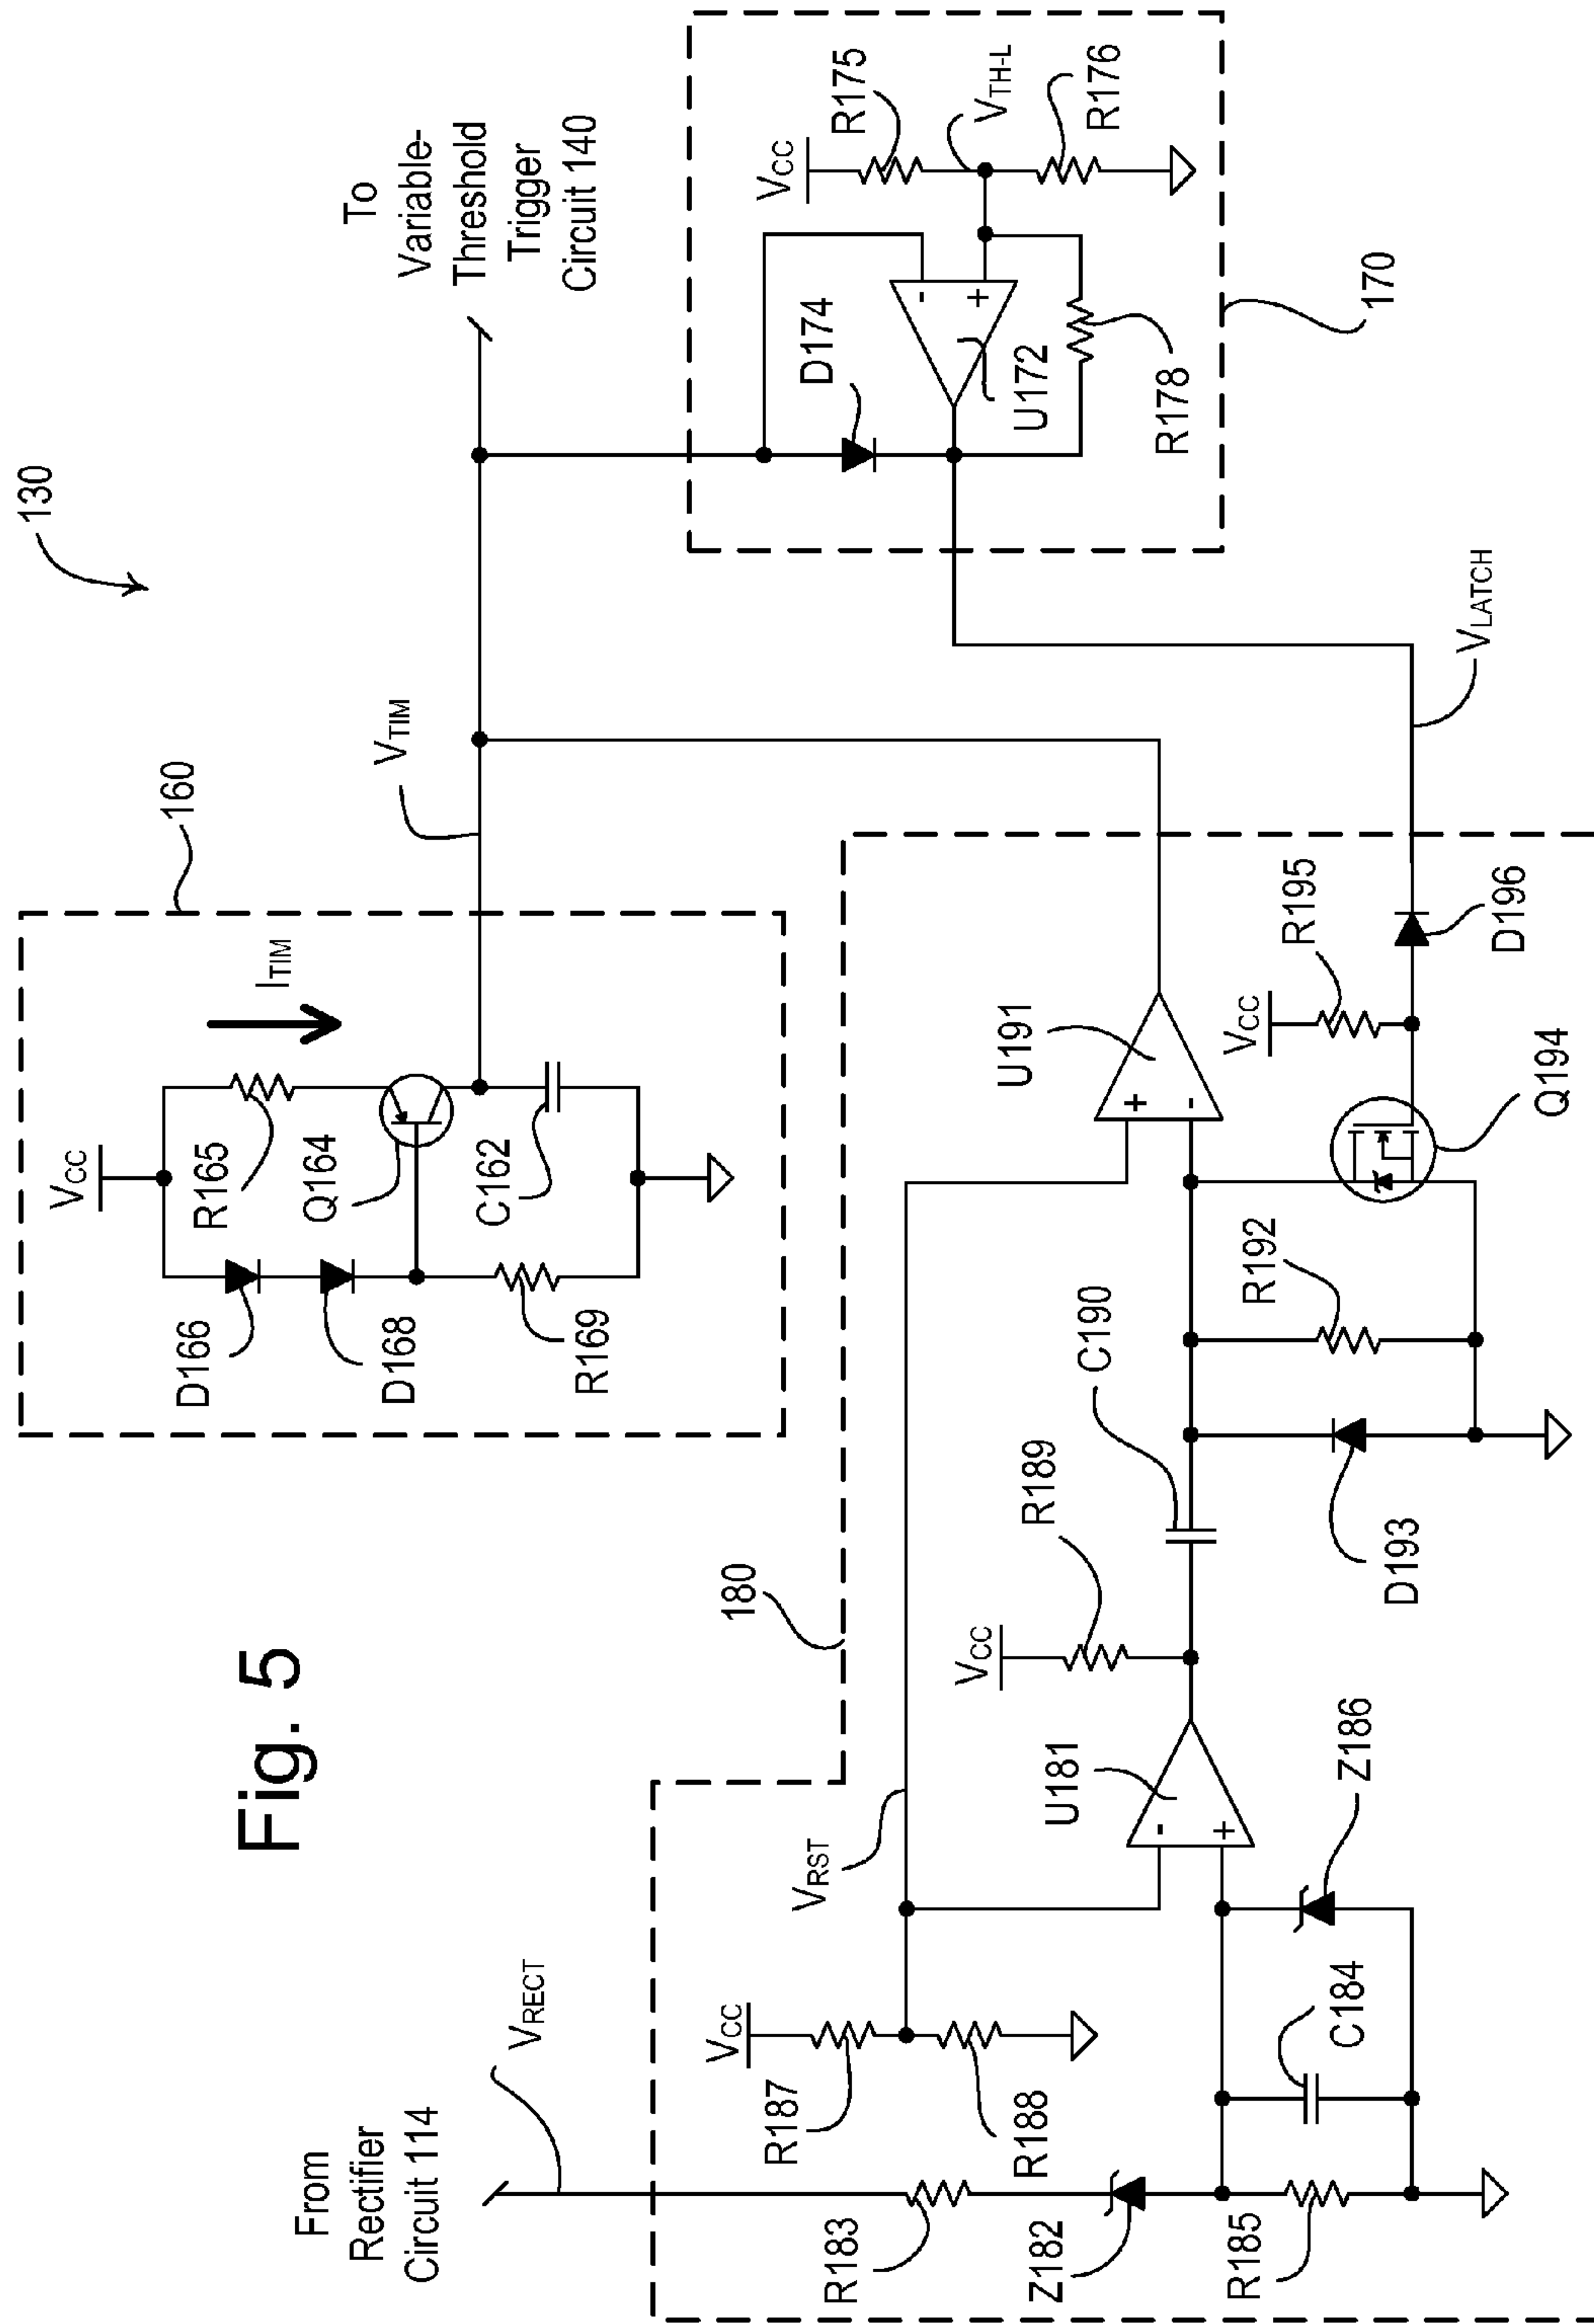 Fig. 5
130
160
VCC
ITIM
R165
Q164
C162
D166
D168
R169
VTIM
To
Variable-
Threshold
Trigger
Circuit 140
D174
-
+
U172
R178
VCC
R175
VTH-L
R176
170
VLATCH
From
Rectifier
Circuit 114
VRECT
180
VRST
VCC
R187
R188
R183
Z182
R185
C184
Z186
-
+
U181
VCC
R189
C190
D193
R192
+
-
U191
VCC
R195
Q194
D196